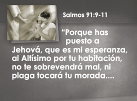 Salmos 91:9-11
"Porque has
puesto a
Jehová, que es mi esperanza,
al Altísimo por tu habitación,
no te sobrevendrá mal, ni
plaga tocará tu morada....